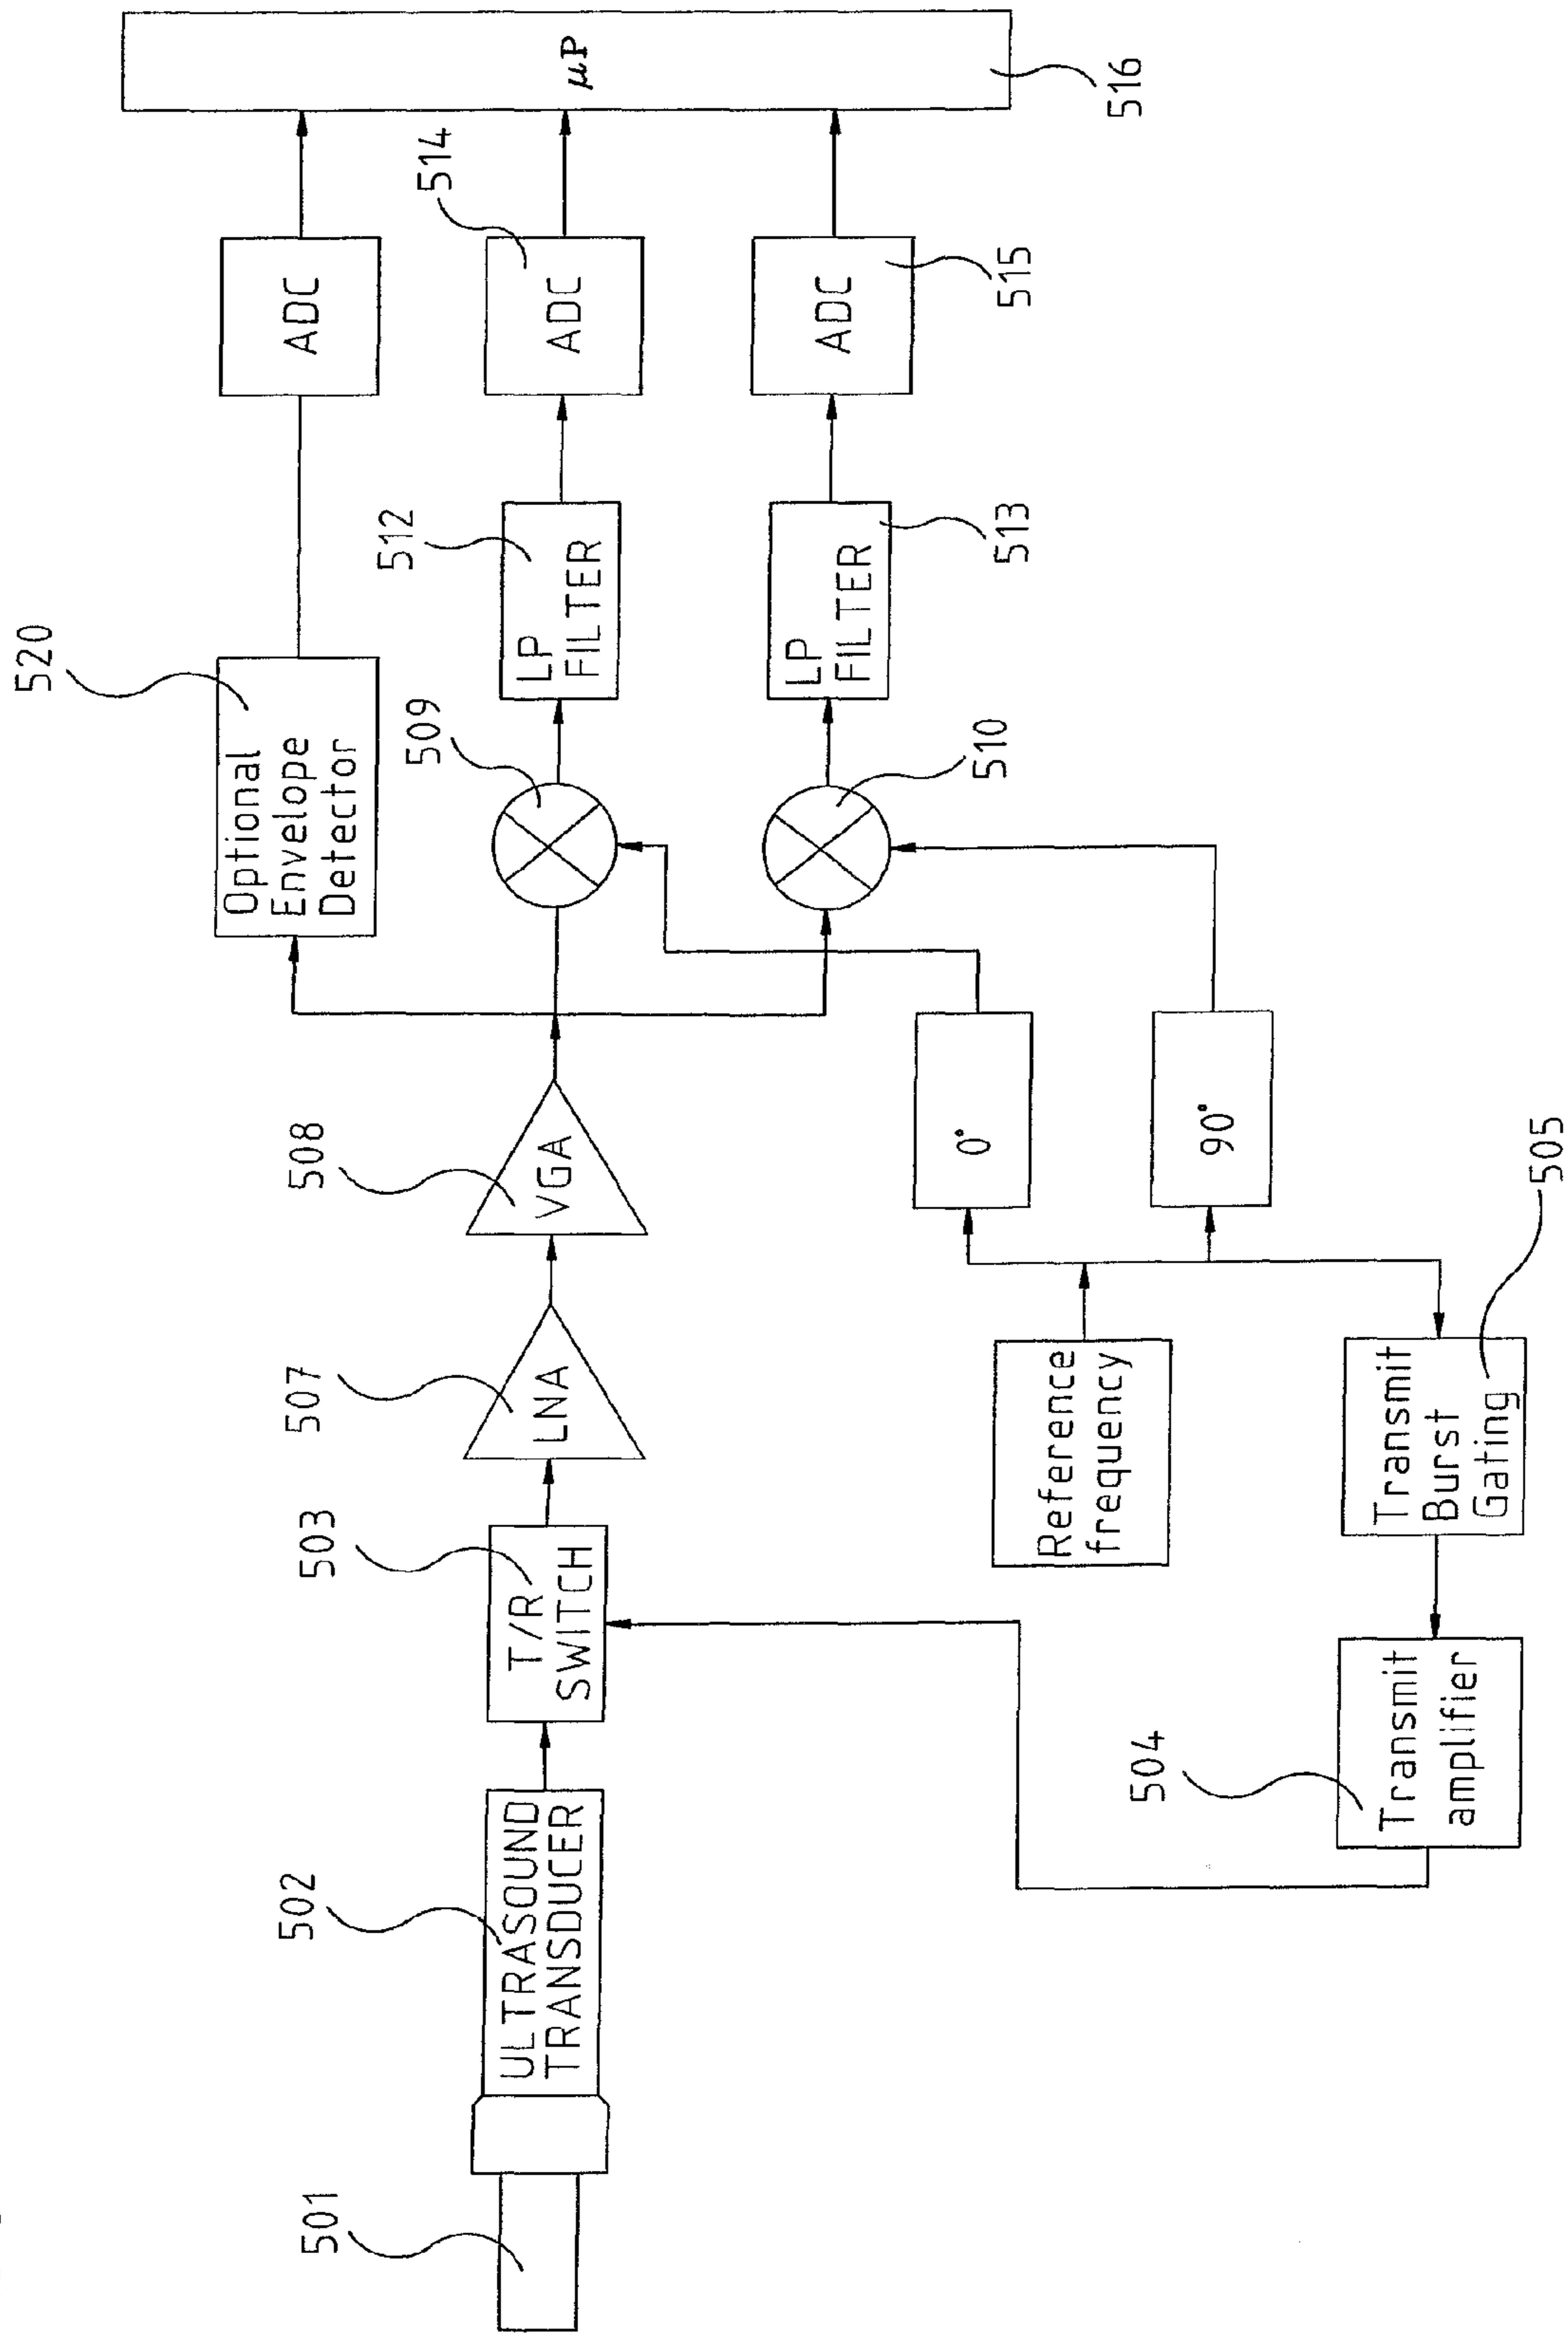 520
Optional
Envelope
Detector
ADC
μP
516
509
512
LP
FILTER
514
ADC
510
LP
FILTER
513
ADC
515
501
502
ULTRASOUND
TRANSDUCER
503
T/R
SWITCH
507
LNA
508
VGA
0°
90°
Reference
frequency
504
Transmit
amplifier
Transmit
Burst
Gating
505